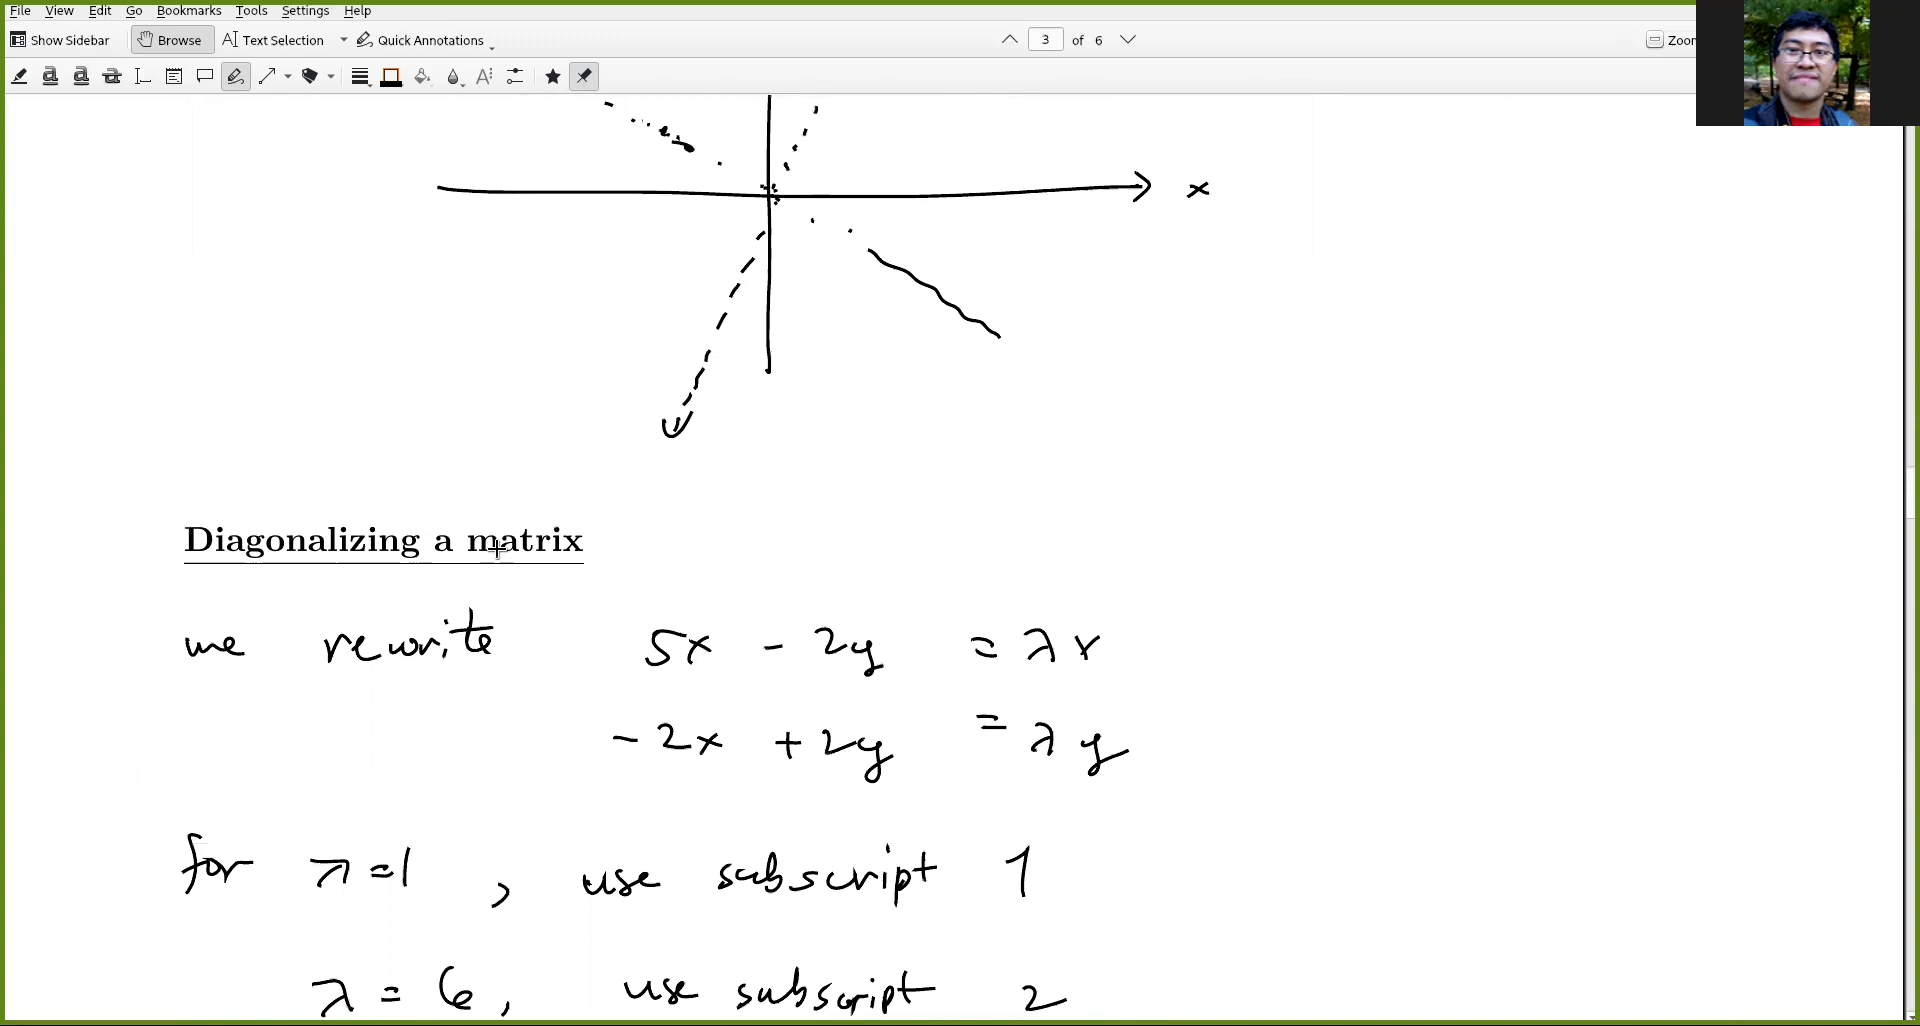 File View Edit Go Bookmarks Tools Settings Help
Show Sidebar Browse Text Selection Quick Annotations 3 of 6 Zoo
x
Diagonalizing a matrix
we rewrite 5x - 2y = λx
-2x + 2y = λy
for λ=1, use subscript 1
λ = 6, use subscript 2